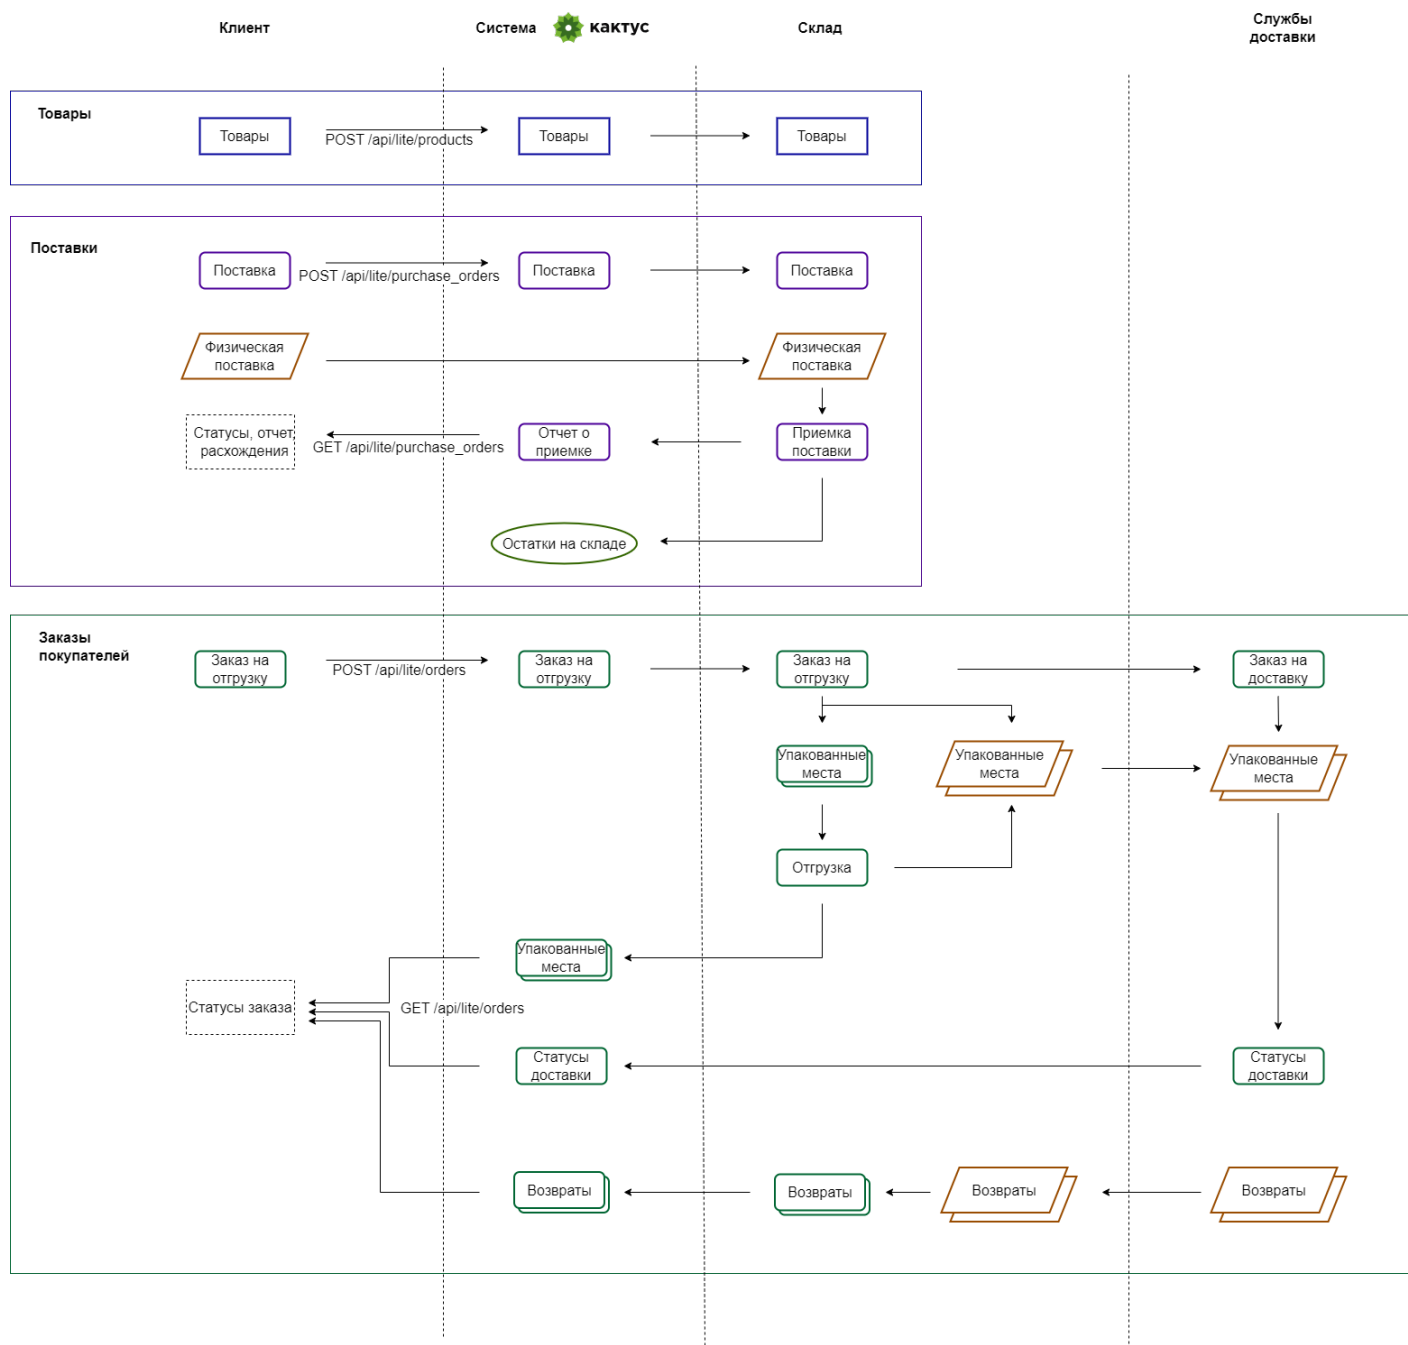 Клиент
Система
кактус
Склад
Службы
доставки
Товары
Товары
POST /api/lite/products
Товары
Товары
Поставки
Поставка
POST /api/lite/purchase_orders
Поставка
Поставка
Физическая
поставка
Физическая
поставка
Статусы, отчет,
расхождения
GET /api/lite/purchase_orders
Отчет о
приемке
Приемка
поставки
Остатки на складе
Заказы
покупателей
Заказ на
отгрузку
POST /api/lite/orders
Заказ на
отгрузку
Заказ на
отгрузку
Заказ на
доставку
Упакованные
места
Упакованные
места
Упакованные
места
Отгрузка
Упакованные
места
Статусы заказа
GET /api/lite/orders
Статусы
доставки
Статусы
доставки
Возвраты
Возвраты
Возвраты
Возвраты